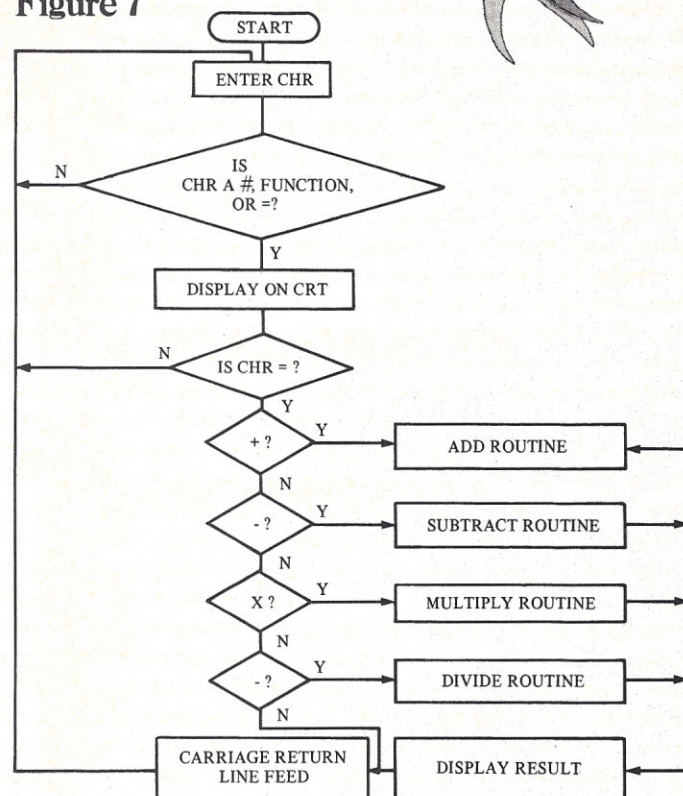 Figure 7
START
ENTER CHR
IS
CHR A #, FUNCTION,
OR =?
N
Y
DISPLAY ON CRT
N
IS CHR = ?
Y
+ ?
Y
ADD ROUTINE
N
- ?
Y
SUBTRACT ROUTINE
N
X ?
Y
MULTIPLY ROUTINE
N
- ?
Y
DIVIDE ROUTINE
N
CARRIAGE RETURN
LINE FEED
DISPLAY RESULT